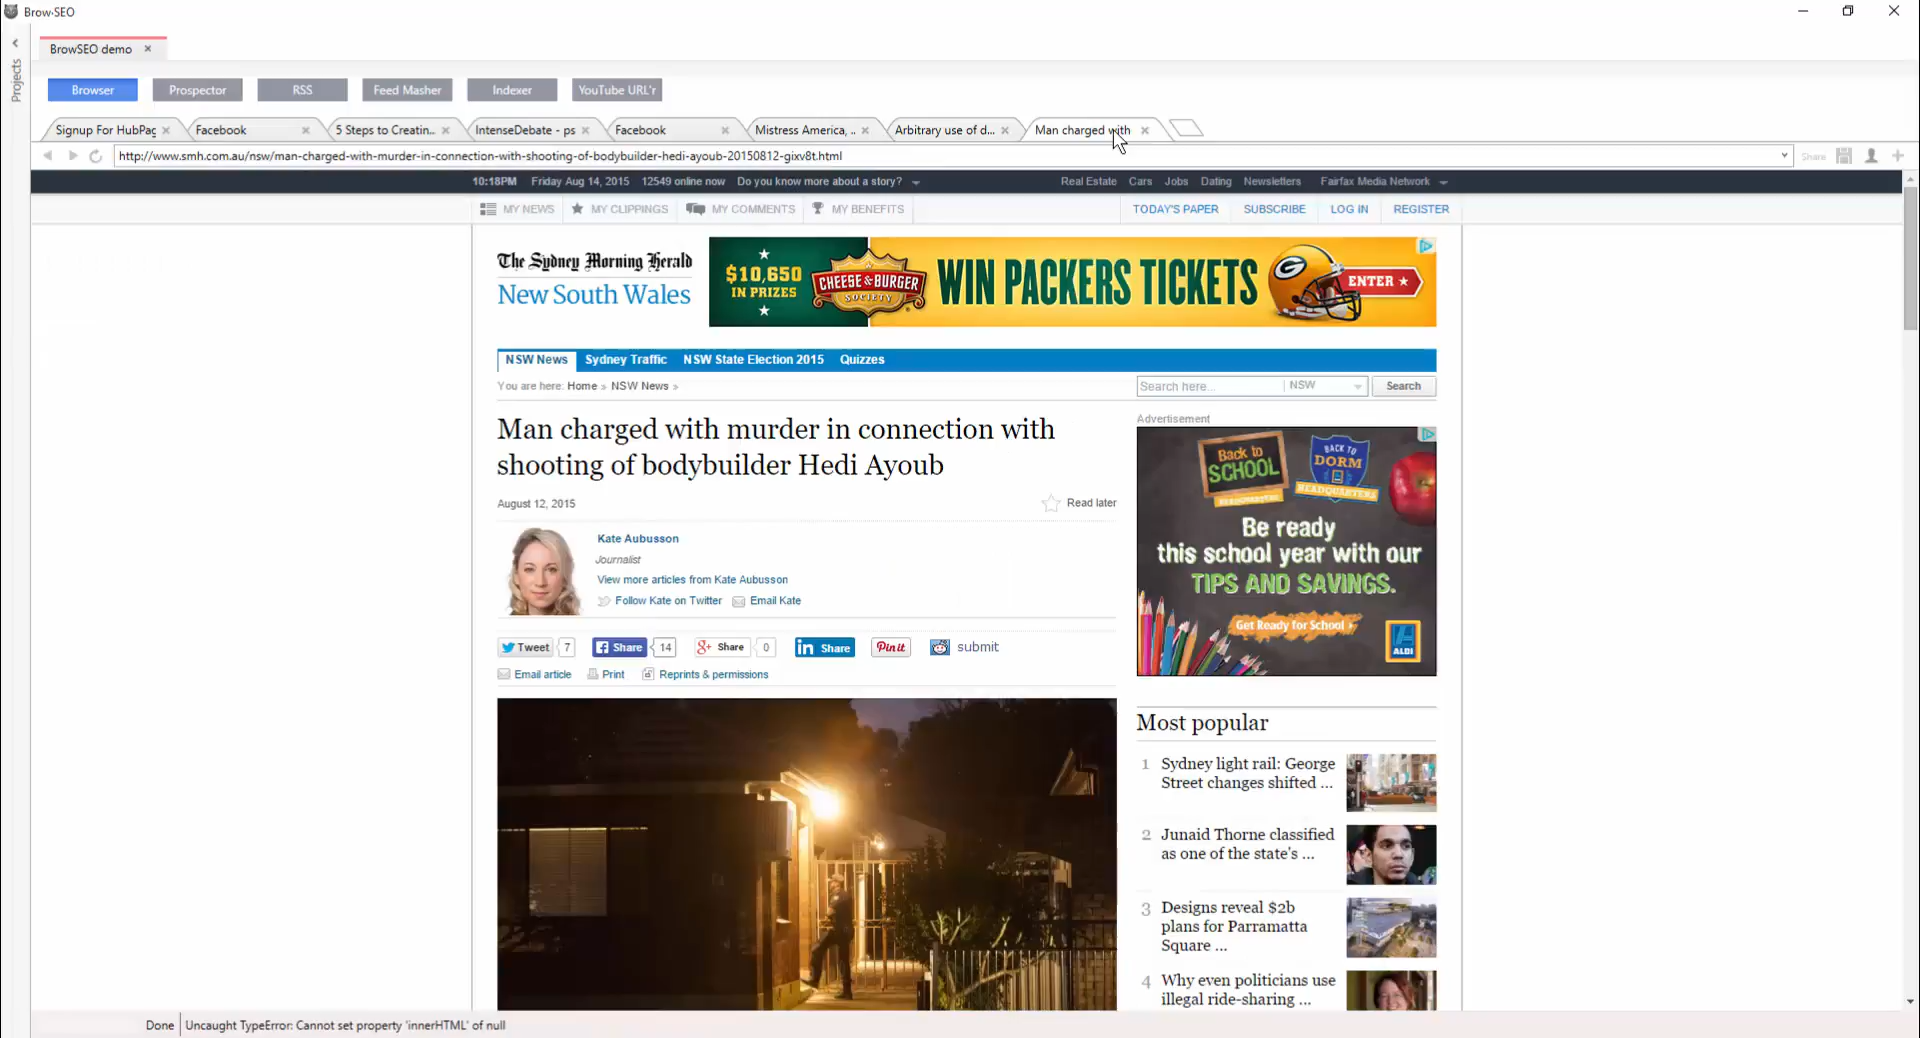 Brow·SEO
Projects
BrowSEO demo
Browser
Prospector
RSS
Feed Masher
Indexer
YouTube URL'r
Signup For HubPag
Facebook
5 Steps to Creatin...
IntenseDebate - ps
Facebook
Mistress America, ..
Arbitrary use of d...
Man charged with
http://www.smh.com.au/nsw/man-charged-with-murder-in-connection-with-shooting-of-bodybuilder-hedi-ayoub-20150812-gixv8t.html
Share
10:18PM Friday Aug 14, 2015 12549 online now Do you know more about a story?
Real Estate Cars Jobs Dating Newsletters Fairfax Media Network
MY NEWS MY CLIPPINGS MY COMMENTS MY BENEFITS
TODAY'S PAPER SUBSCRIBE LOG IN REGISTER
The Sydney Morning Herald
New South Wales
$10,650
IN PRIZES
CHEESE & BURGER
SOCIETY
WIN PACKERS TICKETS
G
ENTER
NSW News Sydney Traffic NSW State Election 2015 Quizzes
You are here: Home » NSW News »
Search here... NSW Search
Man charged with murder in connection with
shooting of bodybuilder Hedi Ayoub
August 12, 2015
Read later
Kate Aubusson
Journalist
View more articles from Kate Aubusson
Follow Kate on Twitter Email Kate
Tweet 7 Share 14 g+ Share 0 in Share Pin it submit
Email article Print Reprints & permissions
Advertisement
Back to
SCHOOL
HEADQUARTERS
BACK TO
DORM
HEADQUARTERS
Be ready
this school year with our
TIPS AND SAVINGS.
Get Ready for School
ALDI
Most popular
1 Sydney light rail: George
Street changes shifted ...
2 Junaid Thorne classified
as one of the state's ...
3 Designs reveal $2b
plans for Parramatta
Square ...
4 Why even politicians use
illegal ride-sharing ...
Done Uncaught TypeError: Cannot set property 'innerHTML' of null